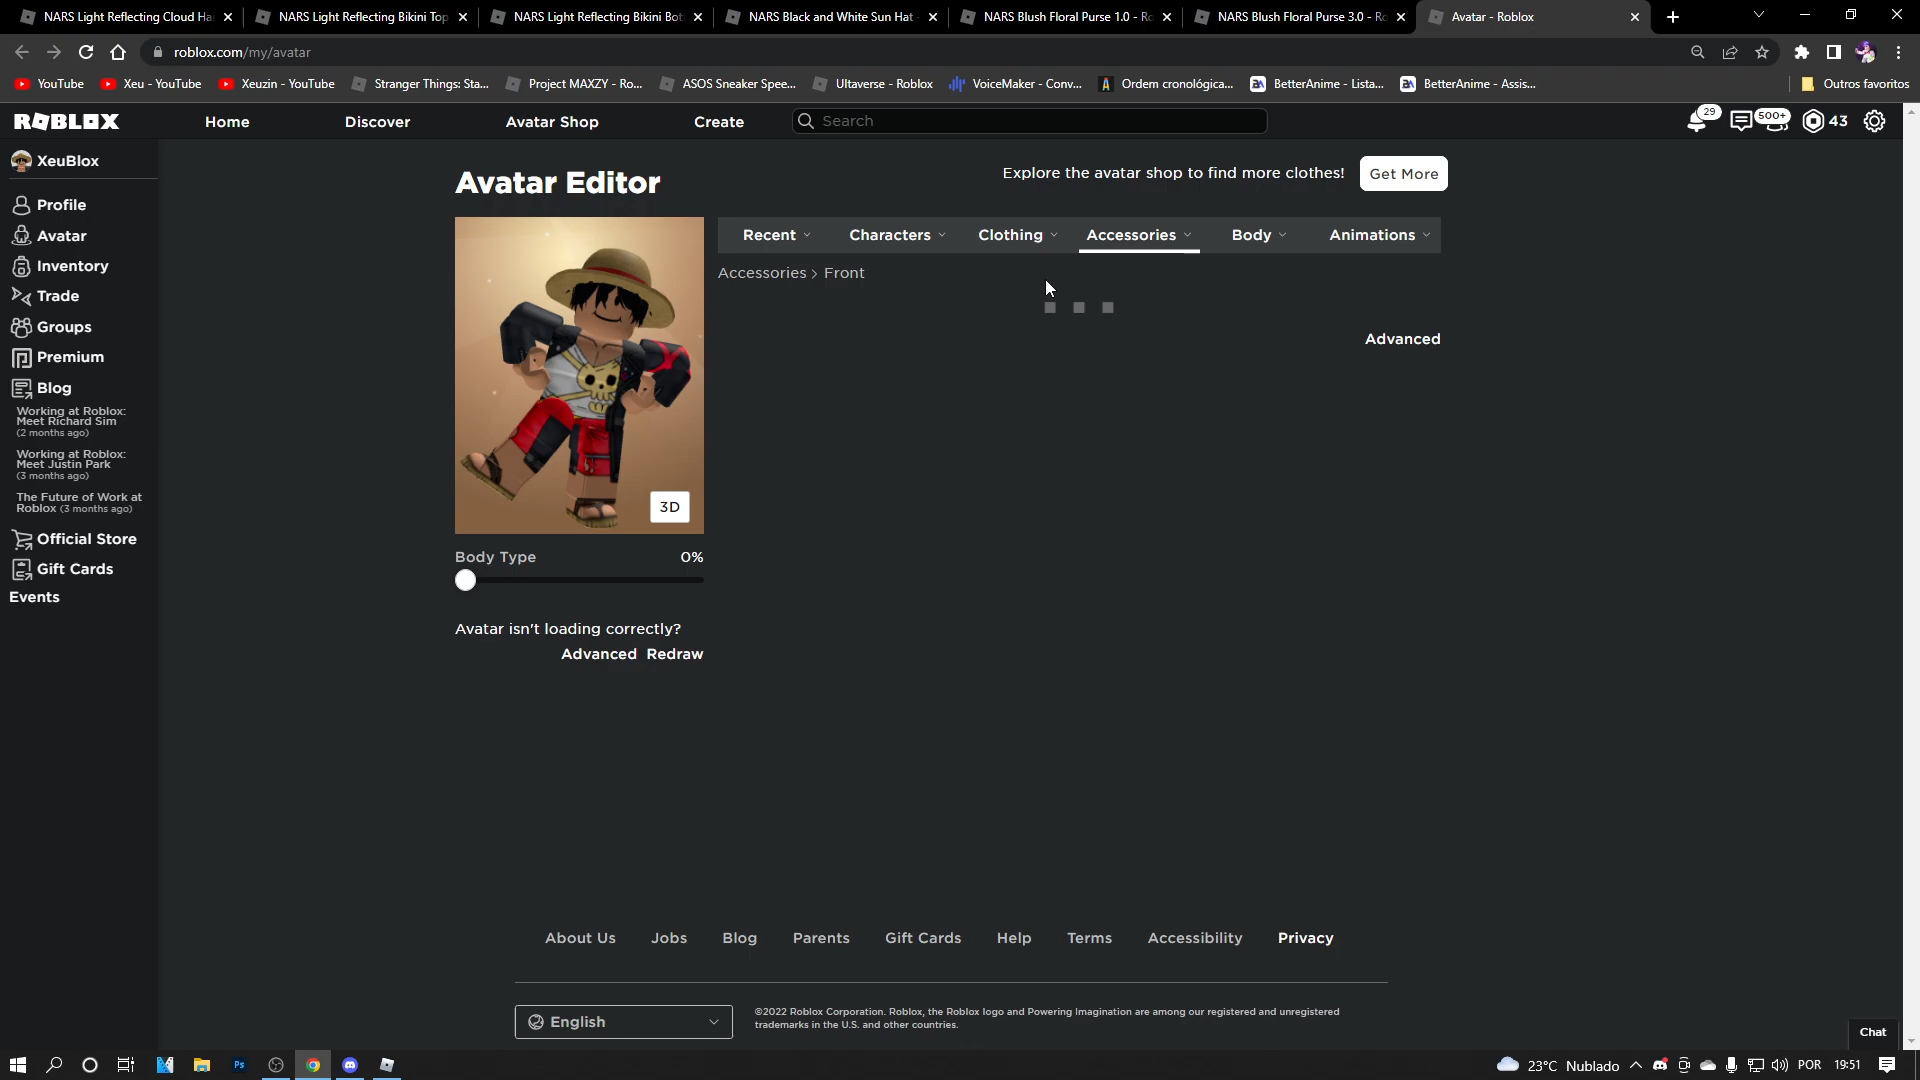 NARS Light Reflecting Cloud Ha
NARS Light Reflecting Bikini Top
NARS Light Reflecting Bikini Bot
NARS Black and White Sun Hat -
NARS Blush Floral Purse 1.0 - Ro
NARS Blush Floral Purse 3.0 - Ro
Avatar - Roblox
roblox.com/my/avatar
YouTube
Xeu - YouTube
Xeuzin - YouTube
Stranger Things: Sta...
Project MAXZY - Ro...
ASOS Sneaker Spee...
Ultaverse - Roblox
VoiceMaker - Conv...
Ordem cronológica...
BetterAnime - Lista...
BetterAnime - Assis...
Outros favoritos
ROBLOX
Home
Discover
Avatar Shop
Create
Search
29
500+
43
XeuBlox
Profile
Avatar
Inventory
Trade
Groups
Premium
Blog
Working at Roblox:
Meet Richard Sim
(2 months ago)
Working at Roblox:
Meet Justin Park
(3 months ago)
The Future of Work at
Roblox (3 months ago)
Official Store
Gift Cards
Events
Avatar Editor
Explore the avatar shop to find more clothes!
Get More
Recent
Characters
Clothing
Accessories
Body
Animations
Accessories > Front
Advanced
3D
Body Type
0%
Avatar isn't loading correctly?
Advanced Redraw
About Us
Jobs
Blog
Parents
Gift Cards
Help
Terms
Accessibility
Privacy
English
©2022 Roblox Corporation. Roblox, the Roblox logo and Powering Imagination are among our registered and unregistered
trademarks in the U.S. and other countries.
Chat
Ps
23°C Nublado
POR
19:51